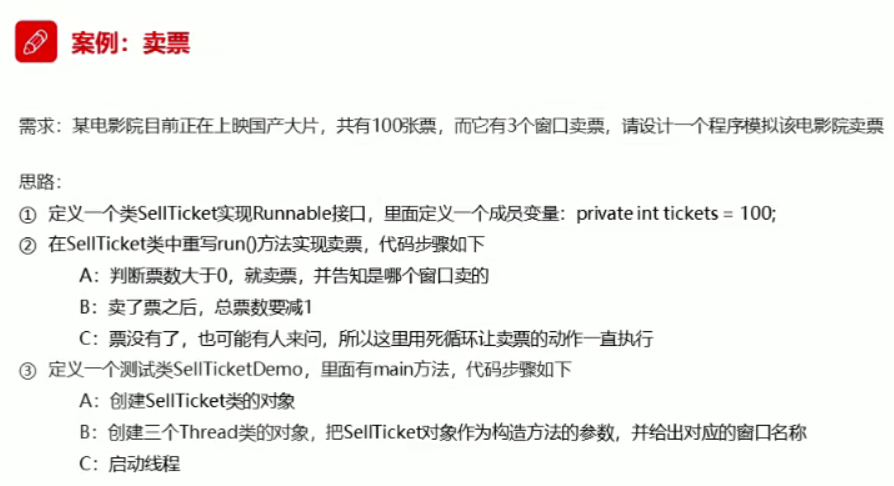 案例：卖票
需求：某电影院目前正在上映国产大片，共有100张票，而它有3个窗口卖票，请设计一个程序模拟该电影院卖票
思路：
① 定义一个类SellTicket实现Runnable接口，里面定义一个成员变量：private int tickets = 100;
② 在SellTicket类中重写run()方法实现卖票，代码步骤如下
A：判断票数大于0，就卖票，并告知是哪个窗口卖的
B：卖了票之后，总票数要减1
C：票没有了，也可能有人来问，所以这里用死循环让卖票的动作一直执行
③ 定义一个测试类SellTicketDemo，里面有main方法，代码步骤如下
A：创建SellTicket类的对象
B：创建三个Thread类的对象，把SellTicket对象作为构造方法的参数，并给出对应的窗口名称
C：启动线程